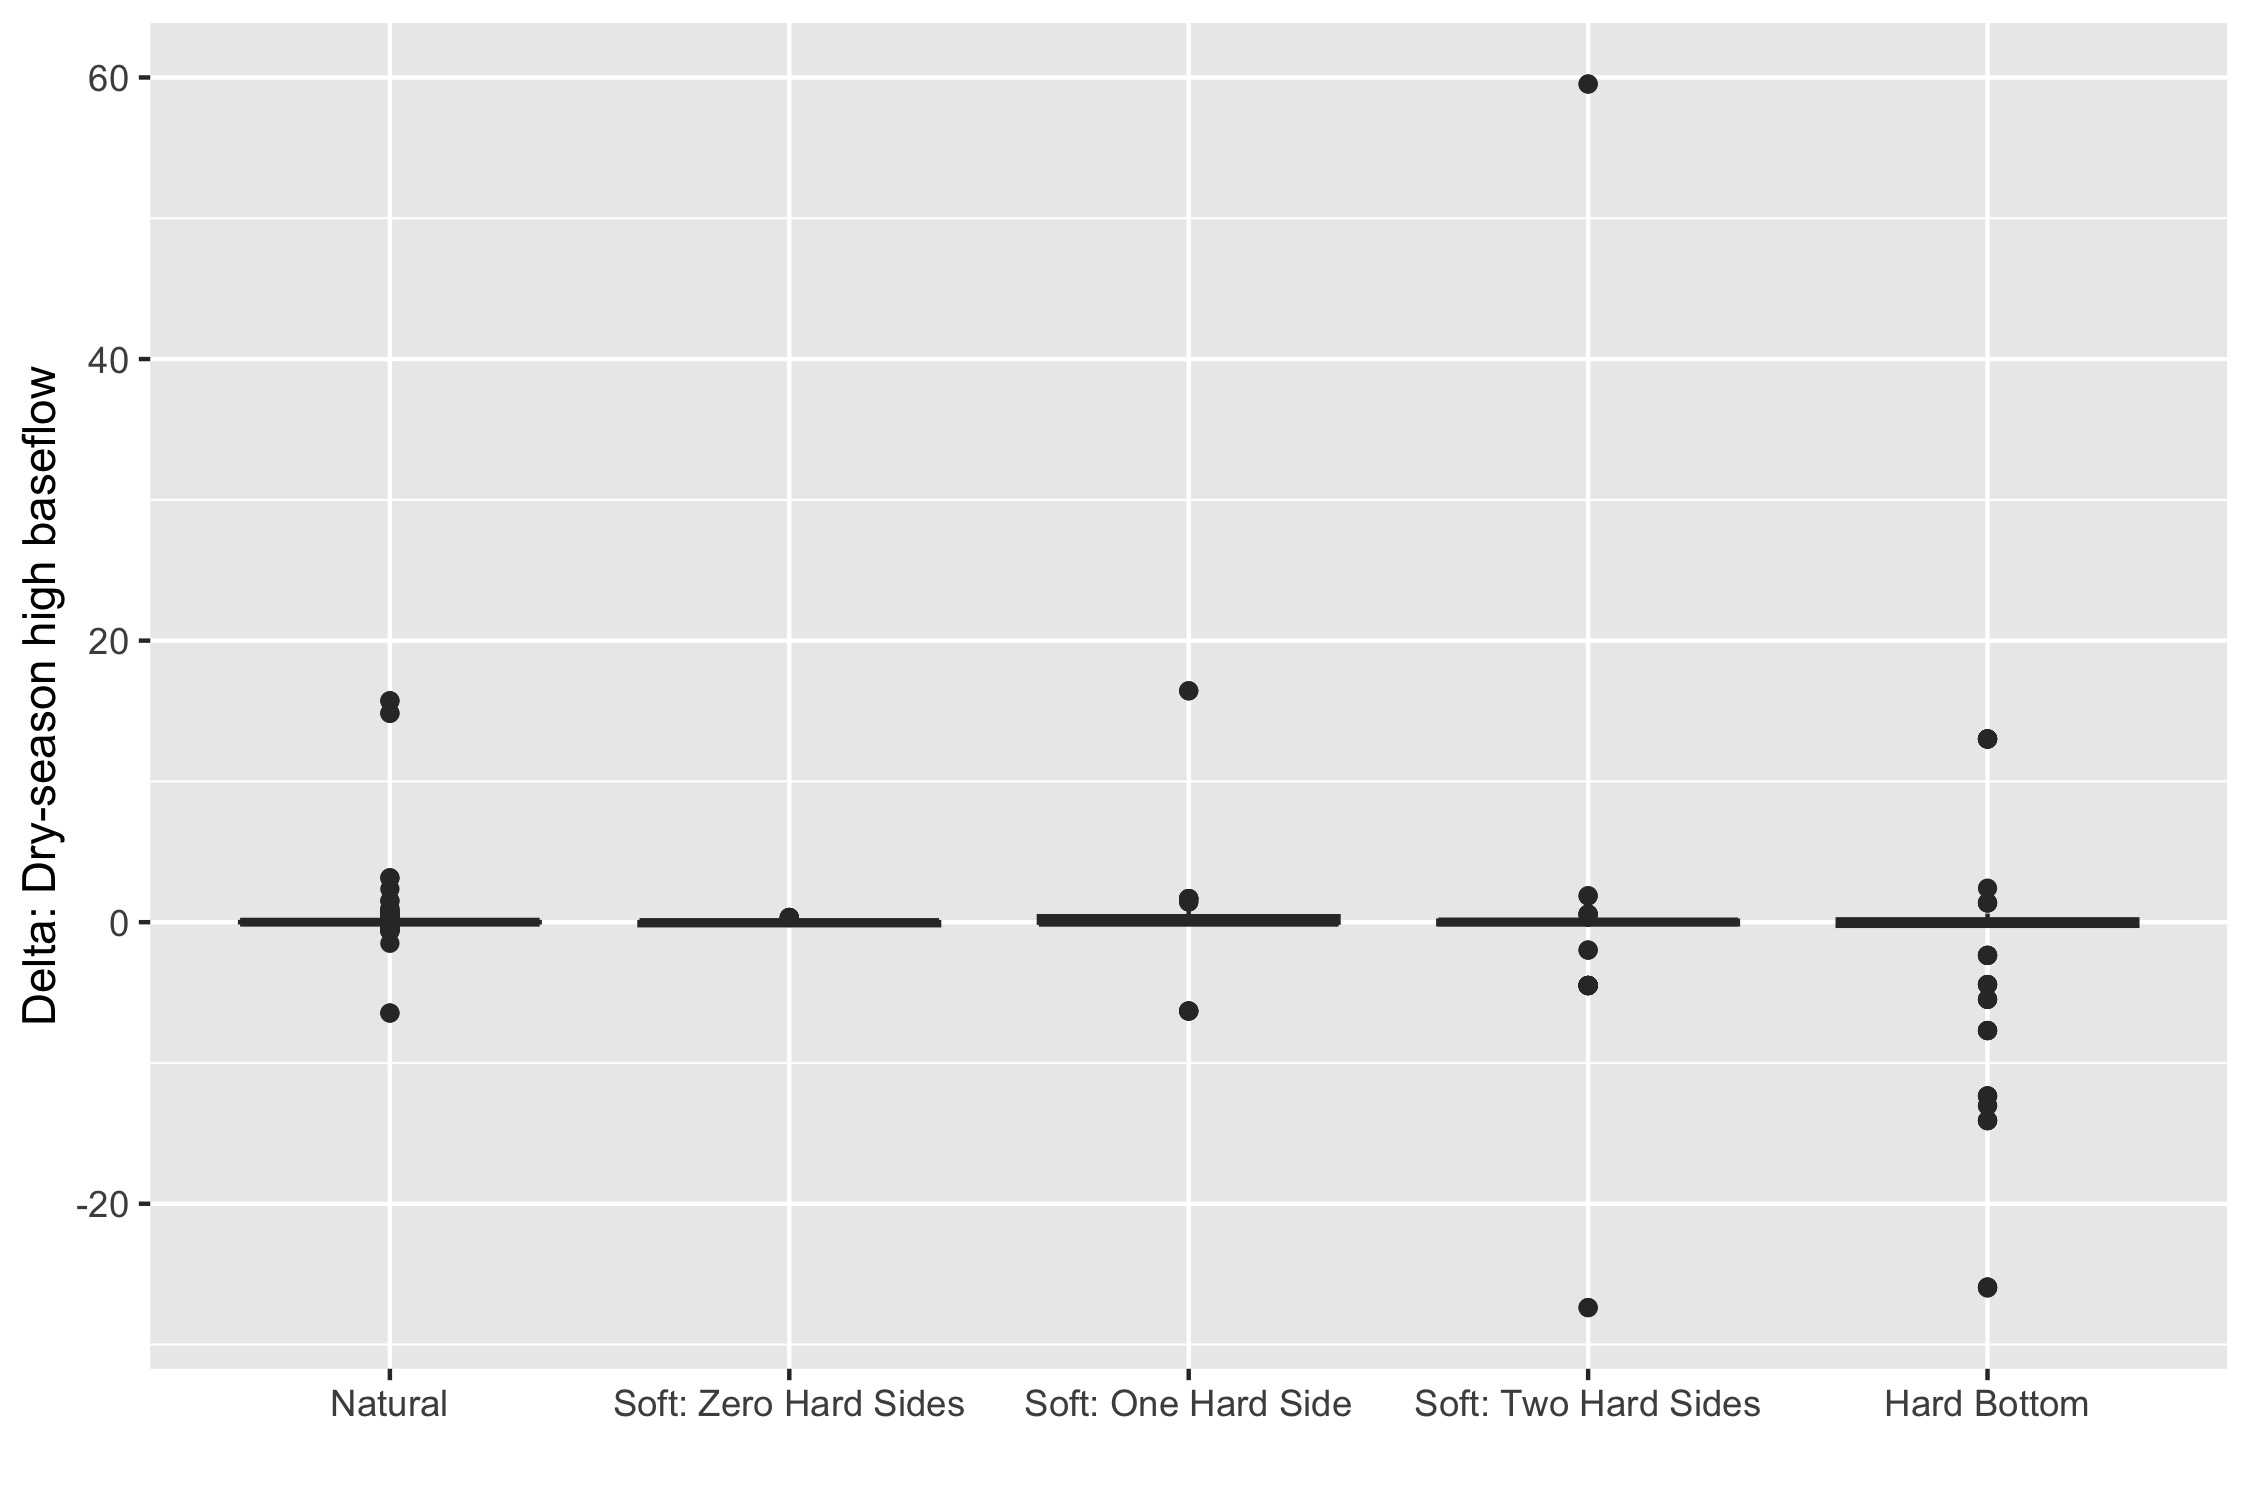 Delta: Dry-season high baseflow
60
40
20
0
-20
Natural
Soft: Zero Hard Sides
Soft: One Hard Side
Soft: Two Hard Sides
Hard Bottom